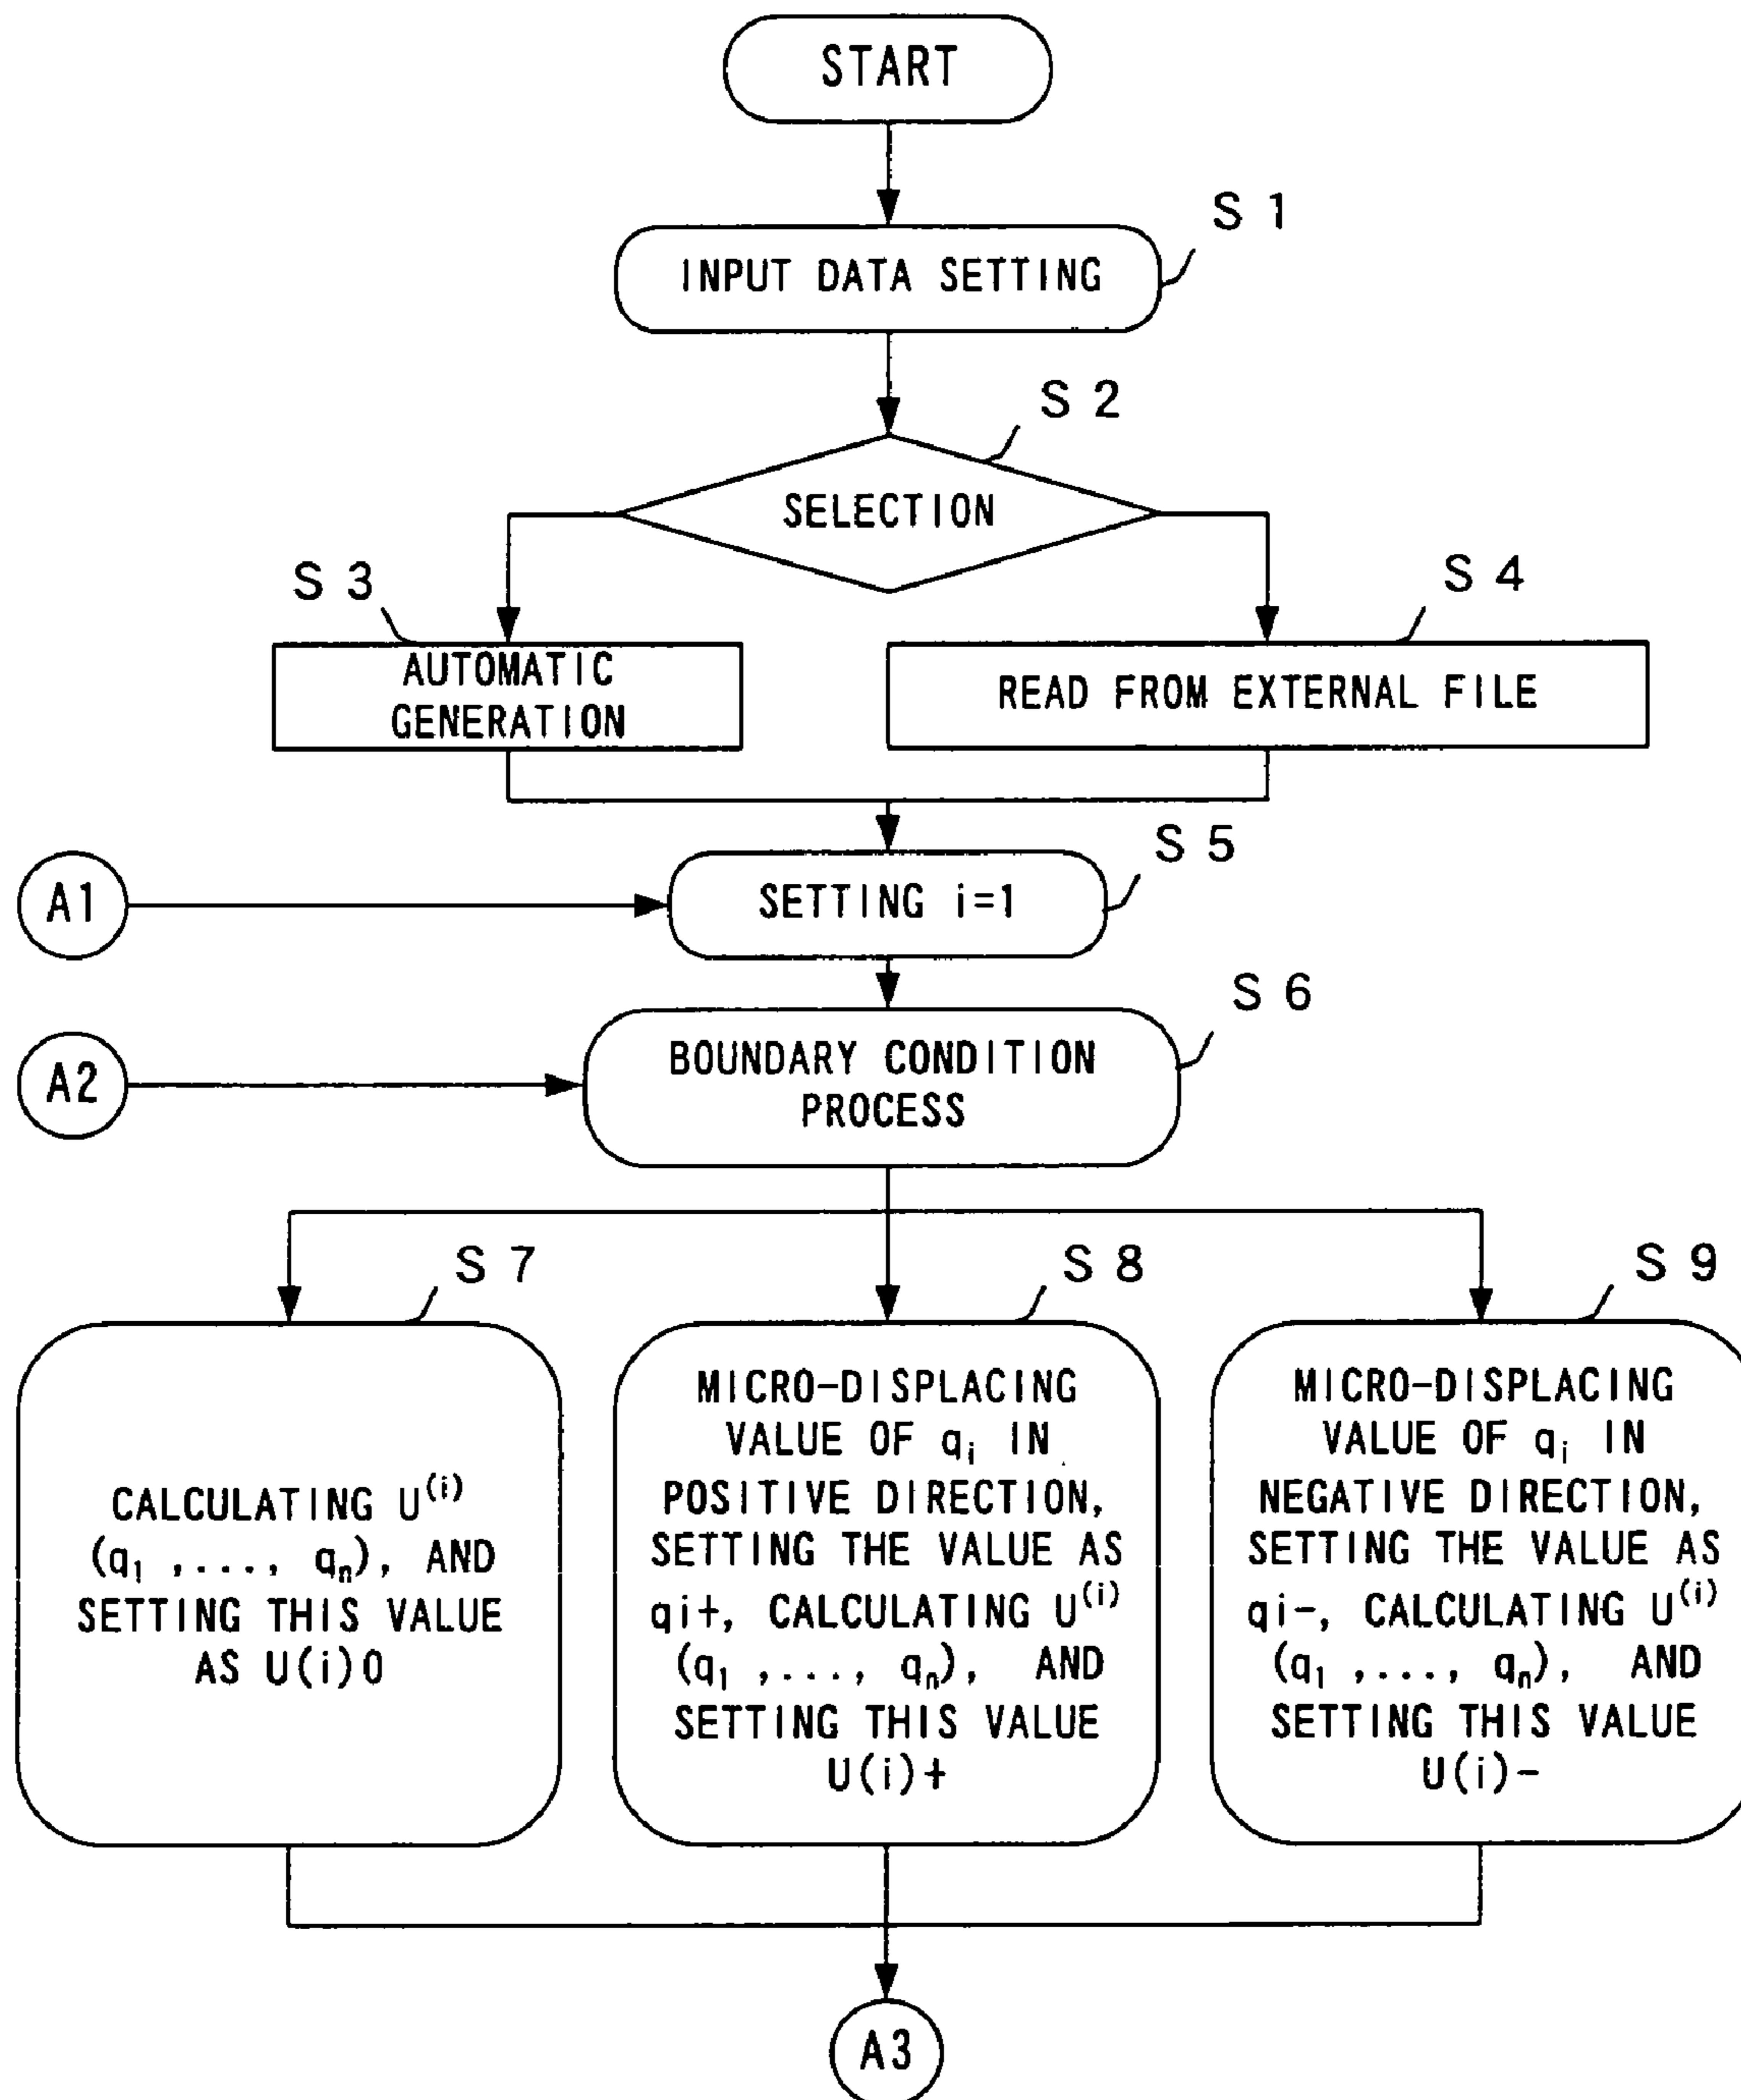 START
S 1
INPUT DATA SETTING
S 2
SELECTION
S 3
S 4
AUTOMATIC
GENERATION
READ FROM EXTERNAL FILE
S 5
A1
SETTING i=1
S 6
A2
BOUNDARY CONDITION
PROCESS
S 7
S 8
S 9
CALCULATING U⁽ⁱ⁾
(q₁ ,..., qₙ), AND
SETTING THIS VALUE
AS U(i)0
MICRO-DISPLACING
VALUE OF qᵢ IN
POSITIVE DIRECTION,
SETTING THE VALUE AS
qi+, CALCULATING U⁽ⁱ⁾
(q₁ ,..., qₙ), AND
SETTING THIS VALUE
U(i)+
MICRO-DISPLACING
VALUE OF qᵢ IN
NEGATIVE DIRECTION,
SETTING THE VALUE AS
qi-, CALCULATING U⁽ⁱ⁾
(q₁ ,..., qₙ), AND
SETTING THIS VALUE
U(i)-
A3